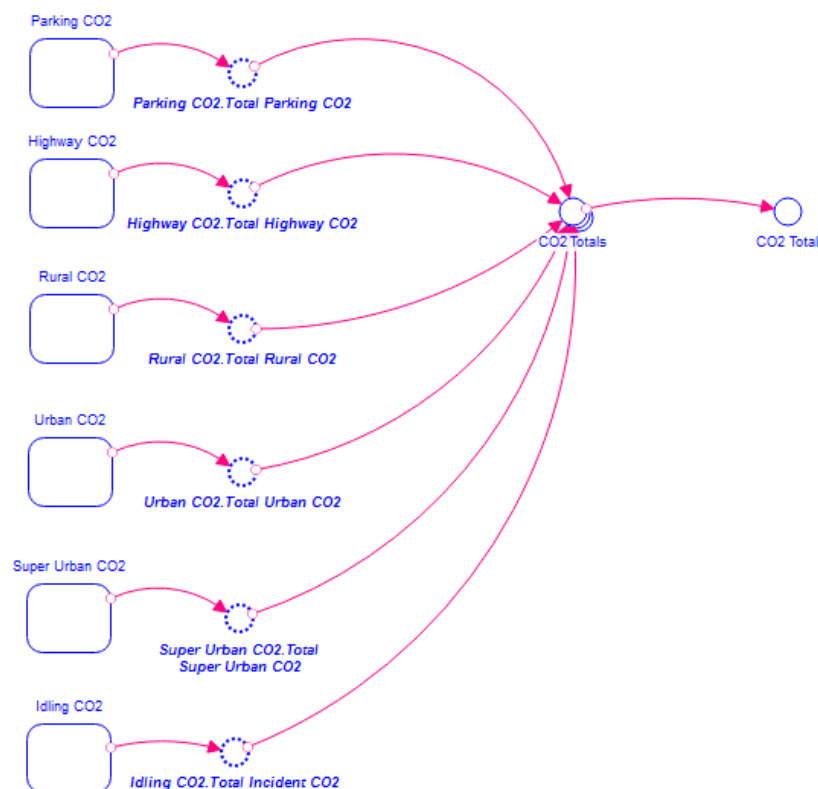 Parking CO2
Parking CO2.Total Parking CO2
Highway CO2
Highway CO2.Total Highway CO2
CO2 Totals
CO2 Total
Rural CO2
Rural CO2.Total Rural CO2
Urban CO2
Urban CO2.Total Urban CO2
Super Urban CO2
Super Urban CO2.Total
Super Urban CO2
Idling CO2
Idling CO2.Total Incident CO2